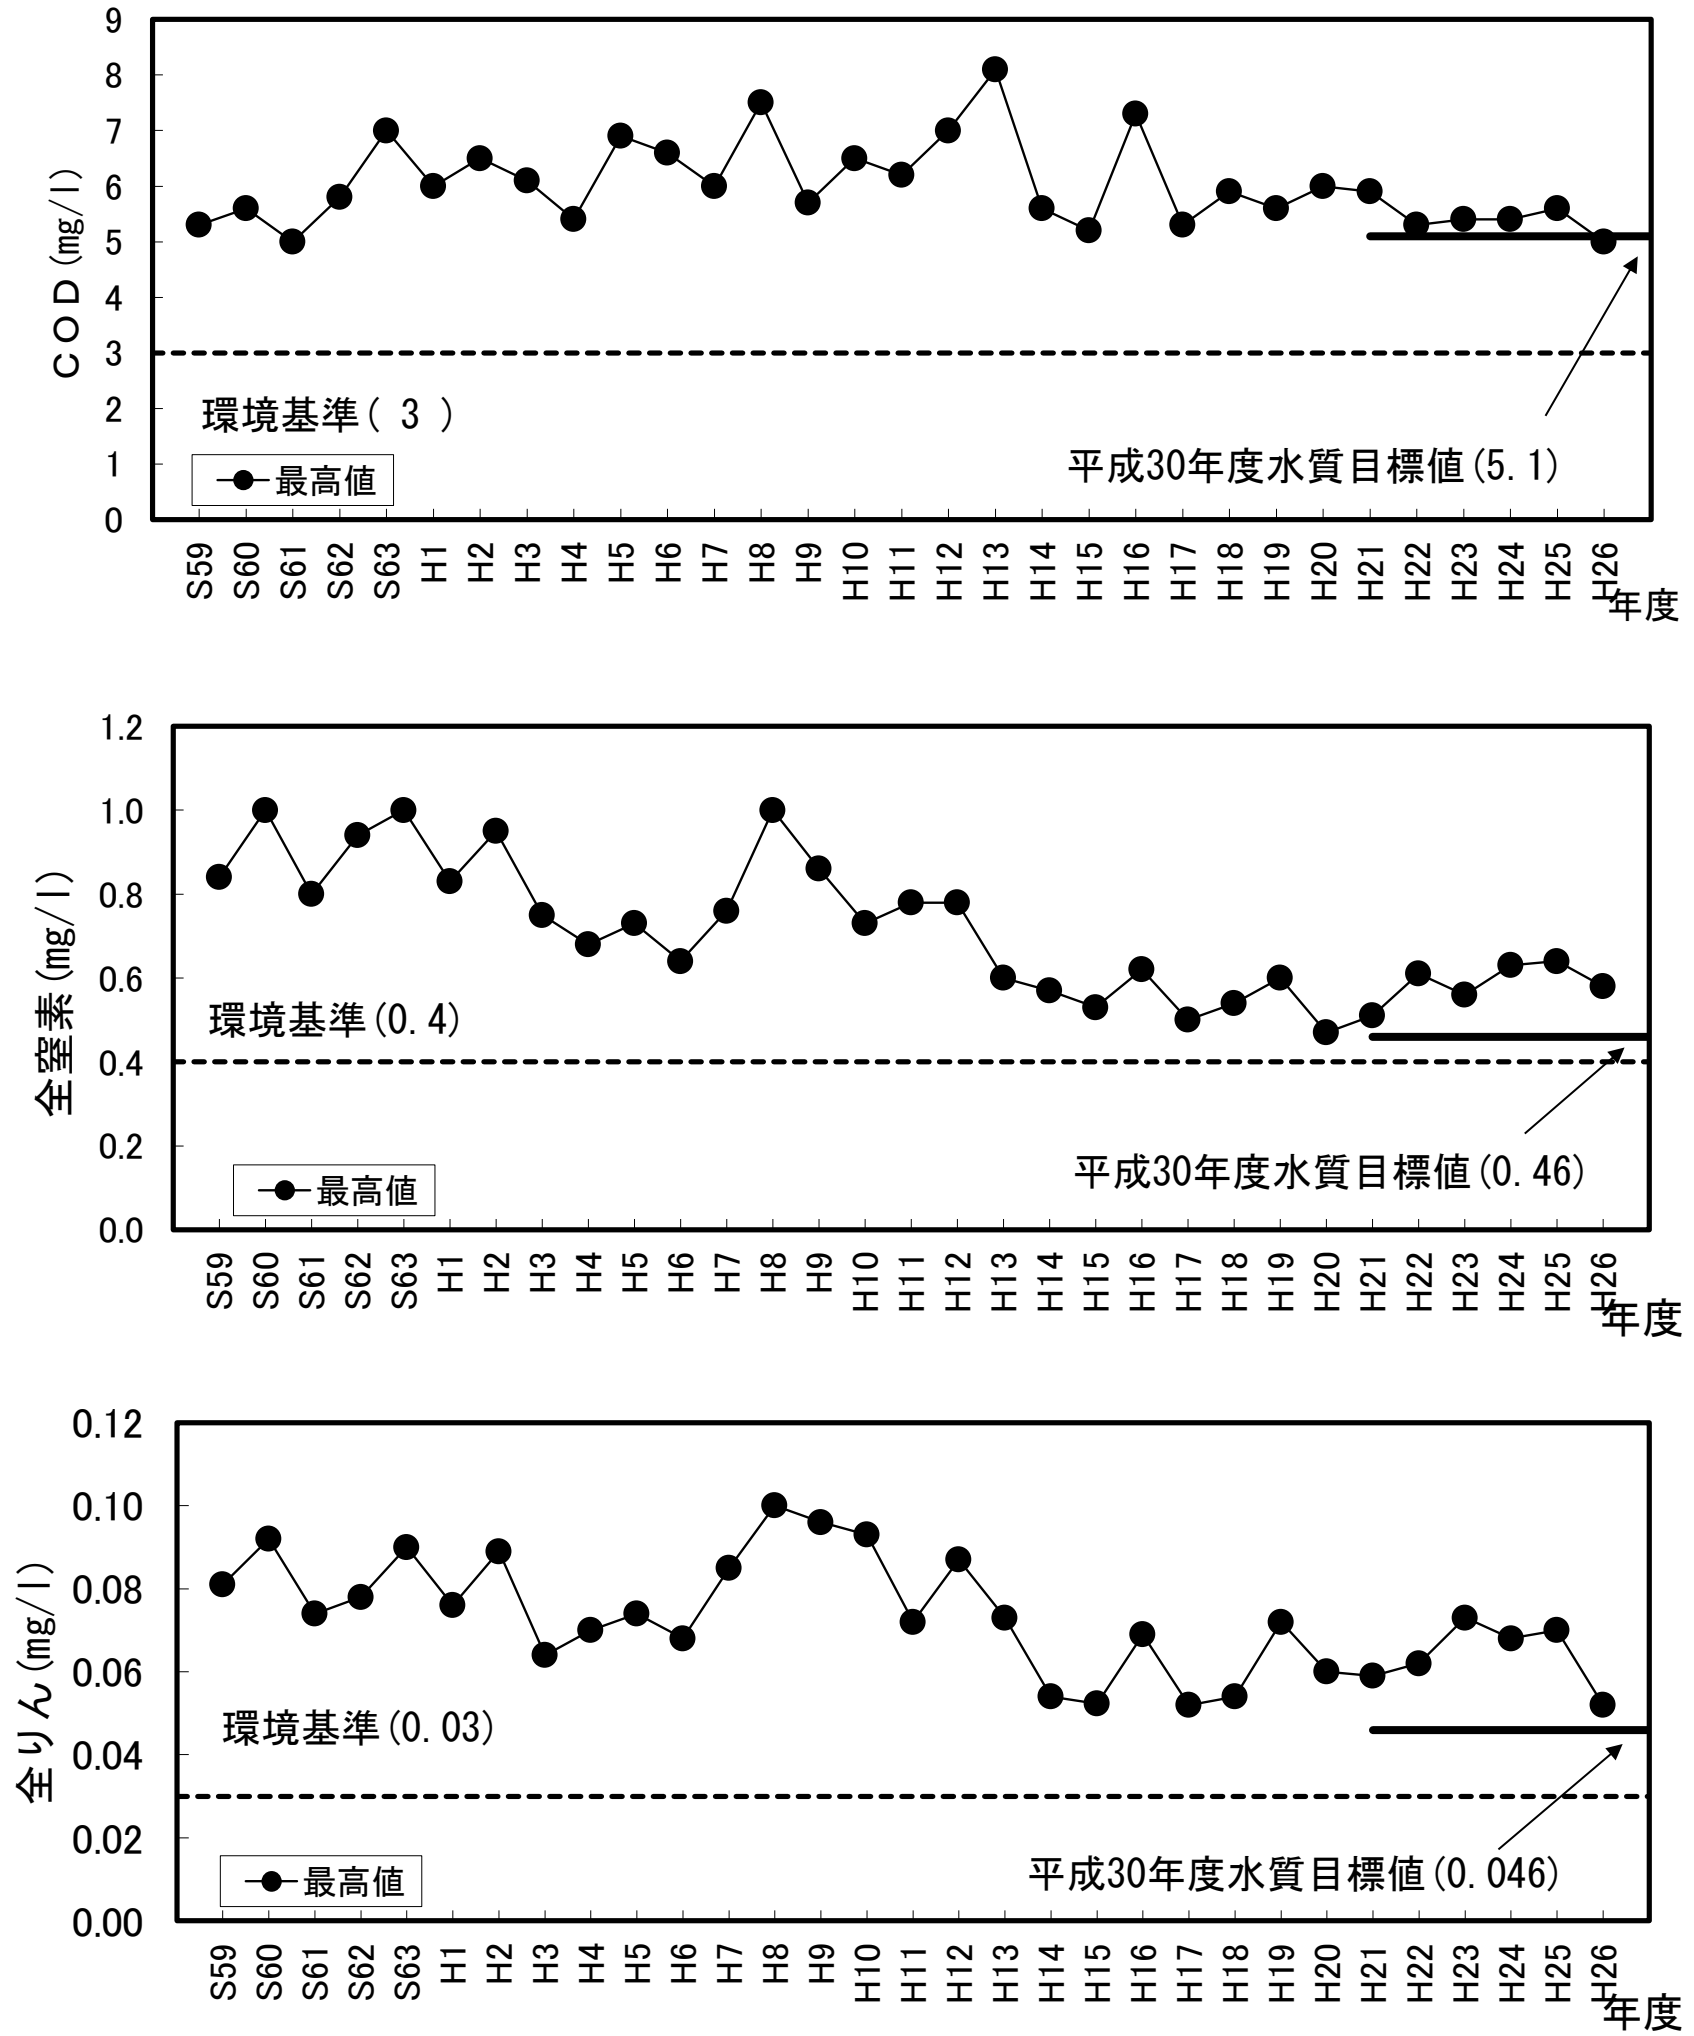 9
8
7
6
5
4
3
2
1
0
COD(mg/l)
環境基準( 3 )
最高値
平成30年度水質目標値(5.1)
S59 S60 S61 S62 S63 H1 H2 H3 H4 H5 H6 H7 H8 H9 H10 H11 H12 H13 H14 H15 H16 H17 H18 H19 H20 H21 H22 H23 H24 H25 H26
年度
1.2
1.0
0.8
0.6
0.4
0.2
0.0
全窒素(mg/l)
環境基準(0.4)
平成30年度水質目標値(0.46)
最高値
S59 S60 S61 S62 S63 H1 H2 H3 H4 H5 H6 H7 H8 H9 H10 H11 H12 H13 H14 H15 H16 H17 H18 H19 H20 H21 H22 H23 H24 H25 H26
年度
0.12
0.10
0.08
0.06
0.04
0.02
0.00
全りん(mg/l)
環境基準(0.03)
平成30年度水質目標値(0.046)
最高値
S59 S60 S61 S62 S63 H1 H2 H3 H4 H5 H6 H7 H8 H9 H10 H11 H12 H13 H14 H15 H16 H17 H18 H19 H20 H21 H22 H23 H24 H25 H26
年度